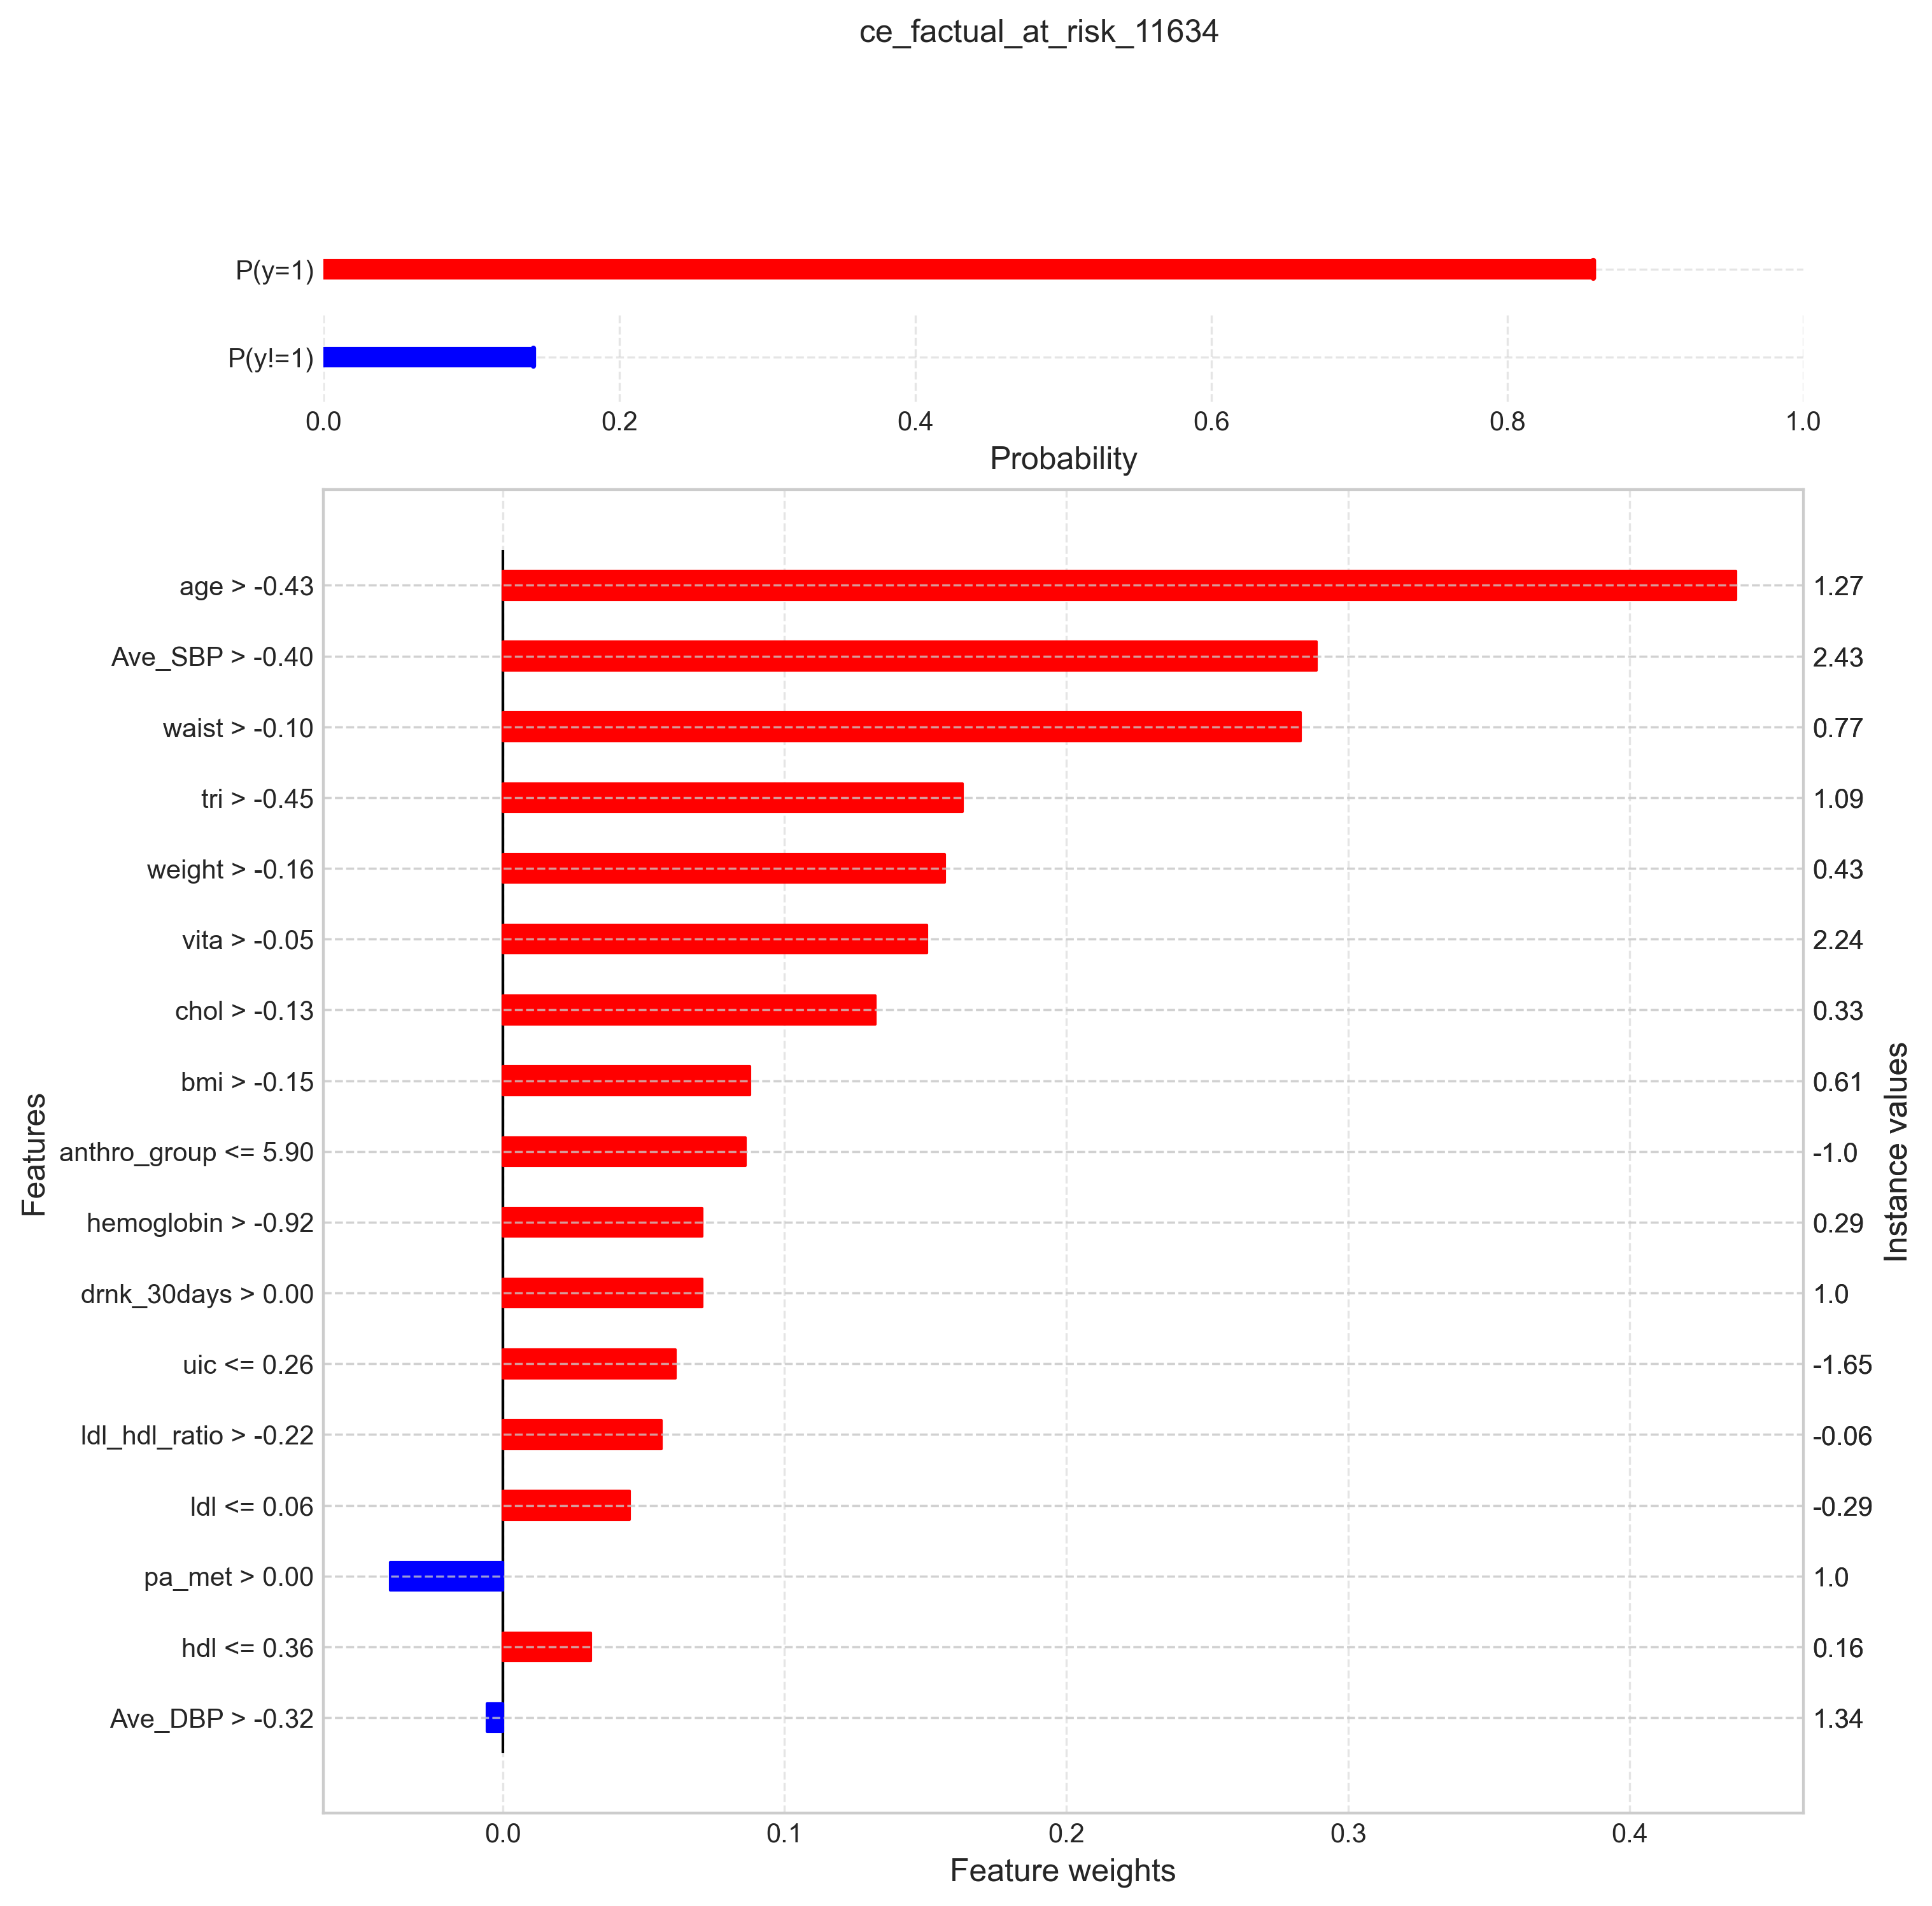 ce_factual_at_risk_11634
P(y=1)
P(y!=1)
0.0 0.2 0.4 0.6 0.8 1.0
Probability
age > -0.43 1.27
Ave_SBP > -0.40 2.43
waist > -0.10 0.77
tri > -0.45 1.09
weight > -0.16 0.43
vita > -0.05 2.24
chol > -0.13 0.33
bmi > -0.15 0.61
anthro_group <= 5.90 -1.0
hemoglobin > -0.92 0.29
drnk_30days > 0.00 1.0
uic <= 0.26 -1.65
ldl_hdl_ratio > -0.22 -0.06
ldl <= 0.06 -0.29
pa_met > 0.00 1.0
hdl <= 0.36 0.16
Ave_DBP > -0.32 1.34
Features
Instance values
0.0 0.1 0.2 0.3 0.4
Feature weights